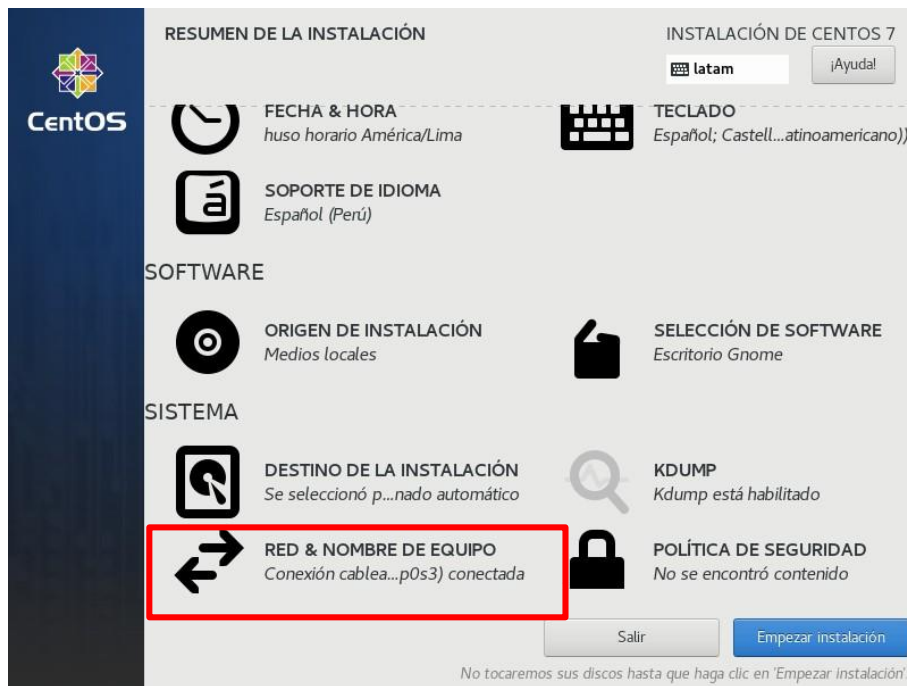 RESUMEN DE LA INSTALACIÓN
INSTALACIÓN DE CENTOS 7
latam
¡Ayuda!
CentOS
FECHA & HORA
huso horario América/Lima
TECLADO
Español; Castell...atinoamericano))
SOPORTE DE IDIOMA
Español (Perú)
SOFTWARE
ORIGEN DE INSTALACIÓN
Medios locales
SELECCIÓN DE SOFTWARE
Escritorio Gnome
SISTEMA
DESTINO DE LA INSTALACIÓN
Se seleccionó p...nado automático
KDUMP
Kdump está habilitado
RED & NOMBRE DE EQUIPO
Conexión cablea...p0s3) conectada
POLÍTICA DE SEGURIDAD
No se encontró contenido
Salir
Empezar instalación
No tocaremos sus discos hasta que haga clic en 'Empezar instalación'